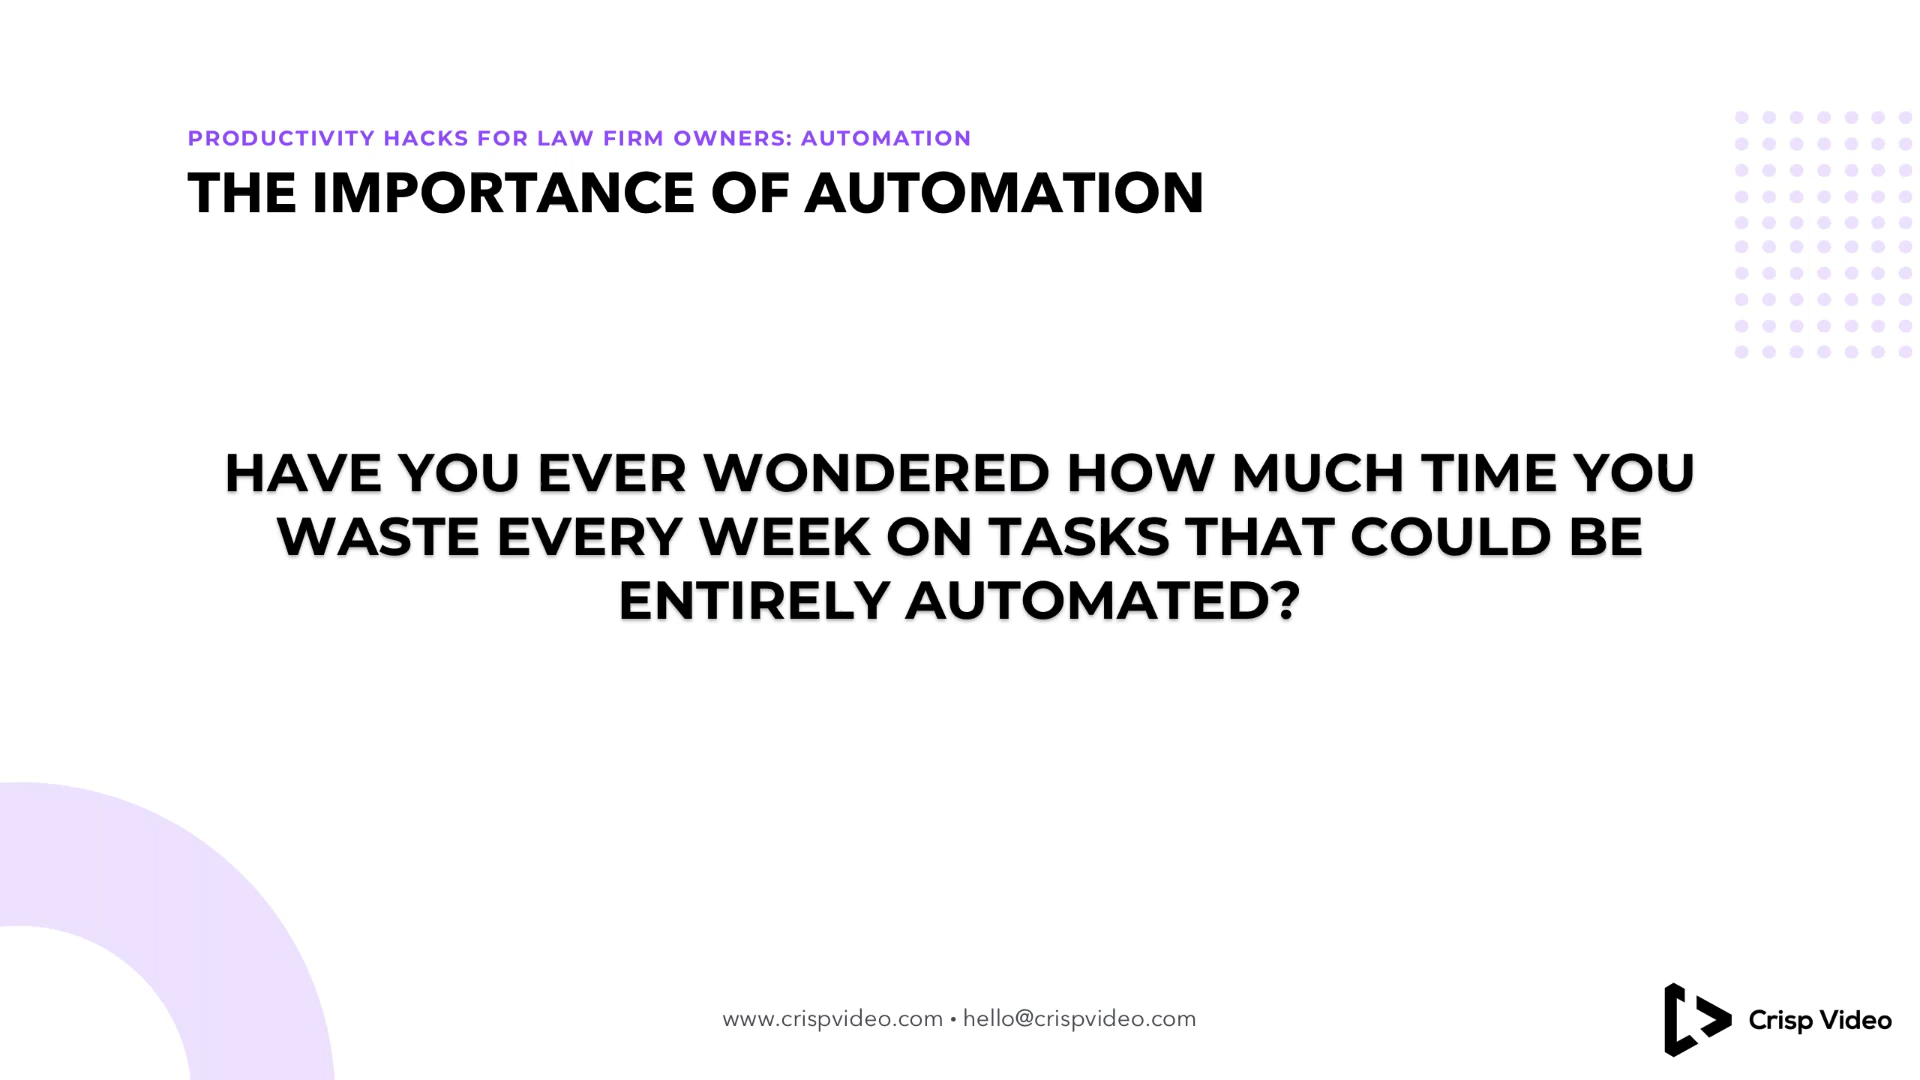 PRODUCTIVITY HACKS FOR LAW FIRM OWNERS: AUTOMATION
THE IMPORTANCE OF AUTOMATION
HAVE YOU EVER WONDERED HOW MUCH TIME YOU
WASTE EVERY WEEK ON TASKS THAT COULD BE
ENTIRELY AUTOMATED?
www.crispvideo.com • hello@crispvideo.com
Crisp Video